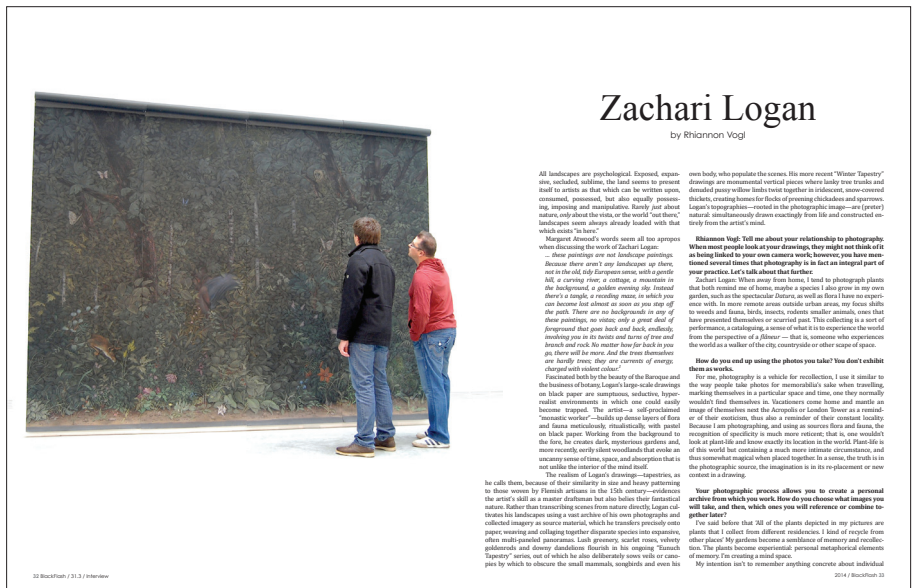 Zachari Logan
by Rhiannon Vogl
All landscapes are psychological. Exposed, expan-
sive, secluded, sublime, the land seems to present
itself to artists as that which can be written upon,
consumed, possessed, but also equally possess-
ing, imposing and manipulative. Rarely just about
nature, only about the vista, or the world "out there,"
landscapes seem always already loaded with that
which exists "in here."
Margaret Atwood's words seem all too apropos
when discussing the work of Zachari Logan:
... these paintings are not landscape paintings.
Because there aren't any landscapes up there,
not in the old, tidy European sense, with a gentle
hill, a curving river, a cottage, a mountain in
the background, a golden evening sky. Instead
there's a tangle, a receding maze, in which you
can become lost almost as soon as you step off
the path. There are no backgrounds in any of
these paintings, no vistas; only a great deal of
foreground that goes back and back, endlessly,
involving you in its twists and turns of tree and
branch and rock. No matter how far back in you
go, there will be more. And the trees themselves
are hardly trees; they are currents of energy,
charged with violent colour.
Fascinated both by the beauty of the Baroque and
the business of botany, Logan's large-scale drawings
on black paper are sumptuous, seductive, hyper-
realist environments in which one could easily
become trapped. The artist—a self-proclaimed
"monastic worker"—builds up dense layers of flora
and fauna meticulously, ritualistically, with pastel
on black paper. Working from the background to
the fore, he creates dark, mysterious gardens and,
more recently, eerily silent woodlands that evoke an
uncanny sense of time, space, and absorption that is
not unlike the interior of the mind itself.
The realism of Logan's drawings—tapestries, as
he calls them, because of their similarity in size and heavy patterning
to those woven by Flemish artisans in the 15th century—evidences
the artist's skill as a master draftsman but also belies their fantastical
nature. Rather than transcribing scenes from nature directly, Logan cul-
tivates his landscapes using a vast archive of his own photographs and
collected imagery as source material, which he transfers precisely onto
paper, weaving and collaging together disparate species into expansive,
often multi-paneled panoramas. Lush greenery, scarlet roses, velvety
goldenrods and downy dandelions flourish in his ongoing "Eunuch
Tapestry" series, out of which he also deliberately sows veils or cano-
pies by which to obscure the small mammals, songbirds and even his
own body, who populate the scenes. His more recent "Winter Tapestry"
drawings are monumental vertical pieces where lanky tree trunks and
denuded pussy willow limbs twist together in iridescent, snow-covered
thickets, creating homes for flocks of preening chickadees and sparrows.
Logan's topographies—rooted in the photographic image—are (preter)
natural: simultaneously drawn exactingly from life and constructed en-
tirely from the artist's mind.
Rhiannon Vogl: Tell me about your relationship to photography.
When most people look at your drawings, they might not think of it
as being linked to your own camera work; however, you have men-
tioned several times that photography is in fact an integral part of
your practice. Let's talk about that further.
Zachari Logan: When away from home, I tend to photograph plants
that both remind me of home, maybe a species I also grow in my own
garden, such as the spectacular Datura, as well as flora I have no experi-
ence with. In more remote areas outside urban areas, my focus shifts
to weeds and fauna, birds, insects, rodents smaller animals, ones that
have presented themselves or scurried past. This collecting is a sort of
performance, a cataloguing, a sense of what it is to experience the world
from the perspective of a flâneur — that is, someone who experiences
the world as a walker of the city, countryside or other scape of space.
How do you end up using the photos you take? You don't exhibit
them as works.
For me, photography is a vehicle for recollection, I use it similar to
the way people take photos for memorabilia's sake when travelling,
marking themselves in a particular space and time, one they normally
wouldn't find themselves in. Vacationers come home and mantle an
image of themselves next the Acropolis or London Tower as a remind-
er of their exoticism, thus also a reminder of their constant locality.
Because I am photographing, and using as sources flora and fauna, the
recognition of specificity is much more reticent; that is, one wouldn't
look at plant-life and know exactly its location in the world. Plant-life is
of this world but containing a much more intimate circumstance, and
thus somewhat magical when placed together. In a sense, the truth is in
the photographic source, the imagination is in its re-placement or new
context in a drawing.
Your photographic process allows you to create a personal
archive from which you work. How do you choose what images you
will take, and then, which ones you will reference or combine to-
gether later?
I've said before that 'All of the plants depicted in my pictures are
plants that I collect from different residencies. I kind of recycle from
other places' My gardens become a semblance of memory and recollec-
tion. The plants become experiential: personal metaphorical elements
of memory. I'm creating a mind space.
My intention isn't to remember anything concrete about individual
32 BlackFlash / 31.3 / Interview
2014 / BlackFlash 33